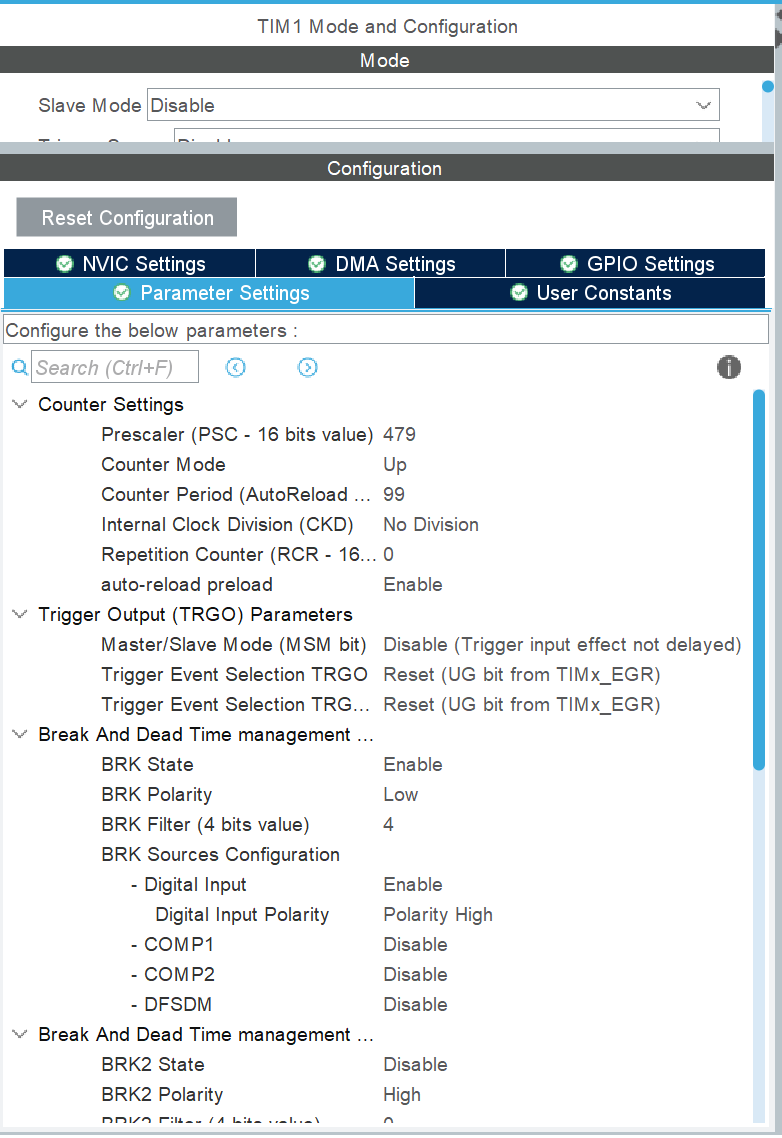 TIM1 Mode and Configuration
Mode
Slave Mode Disable
Configuration
Reset Configuration
NVIC Settings DMA Settings GPIO Settings
Parameter Settings User Constants
Configure the below parameters :
Search (Ctrl+F)
Counter Settings
Prescaler (PSC - 16 bits value) 479
Counter Mode Up
Counter Period (AutoReload ... 99
Internal Clock Division (CKD) No Division
Repetition Counter (RCR - 16... 0
auto-reload preload Enable
Trigger Output (TRGO) Parameters
Master/Slave Mode (MSM bit) Disable (Trigger input effect not delayed)
Trigger Event Selection TRGO Reset (UG bit from TIMx_EGR)
Trigger Event Selection TRG... Reset (UG bit from TIMx_EGR)
Break And Dead Time management ...
BRK State Enable
BRK Polarity Low
BRK Filter (4 bits value) 4
BRK Sources Configuration
- Digital Input Enable
Digital Input Polarity Polarity High
- COMP1 Disable
- COMP2 Disable
- DFSDM Disable
Break And Dead Time management ...
BRK2 State Disable
BRK2 Polarity High
BRK2 Filter (4 bits value) 0